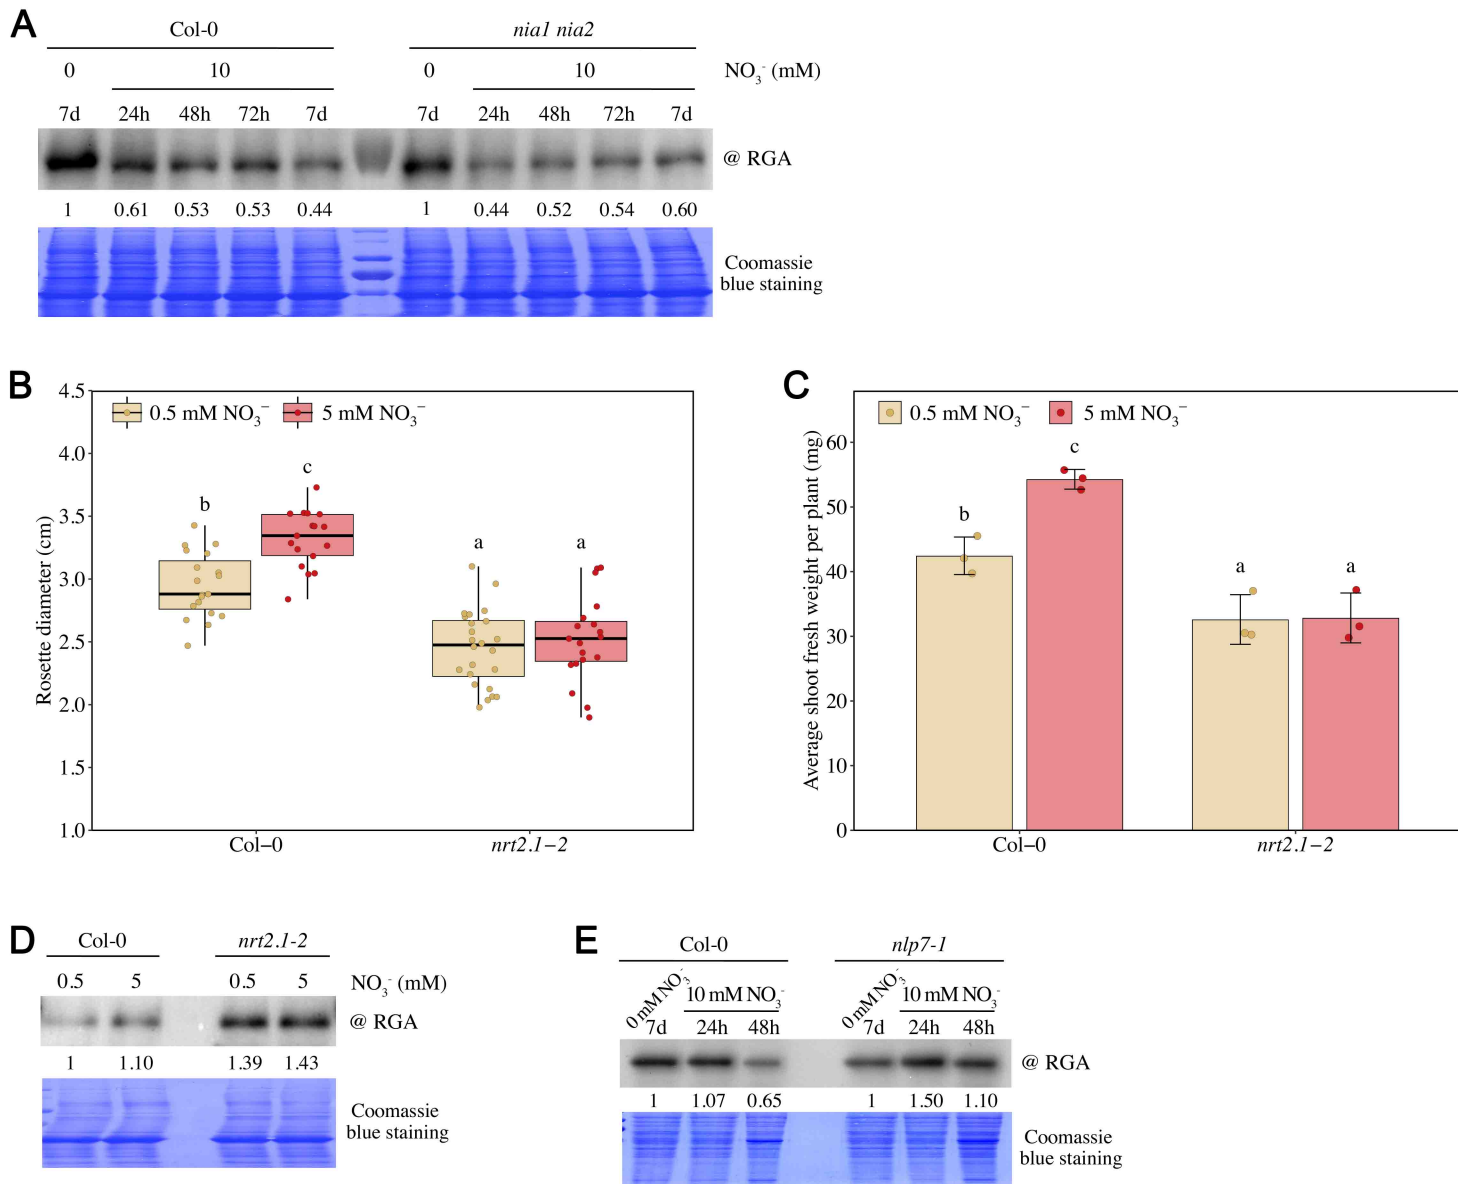 A
Col-0 nia1 nia2
0 10 0 10 NO₃⁻ (mM)
7d 24h 48h 72h 7d 7d 24h 48h 72h 7d
@ RGA
1 0.61 0.53 0.53 0.44 1 0.44 0.52 0.54 0.60
Coomassie
blue staining
B
0.5 mM NO₃⁻ 5 mM NO₃⁻
Rosette diameter (cm)
4.5
4.0
3.5
3.0
2.5
2.0
1.5
1.0
b
c
a
a
Col–0 nrt2.1–2
C
0.5 mM NO₃⁻ 5 mM NO₃⁻
Average shoot fresh weight per plant (mg)
60
50
40
30
20
10
0
b
c
a
a
Col–0 nrt2.1–2
D
Col-0 nrt2.1-2
0.5 5 0.5 5 NO₃⁻ (mM)
@ RGA
1 1.10 1.39 1.43
Coomassie
blue staining
E
Col-0 nlp7-1
0 mM NO₃⁻ 10 mM NO₃⁻ 0 mM NO₃⁻ 10 mM NO₃⁻
7d 24h 48h 7d 24h 48h
@ RGA
1 1.07 0.65 1 1.50 1.10
Coomassie
blue staining